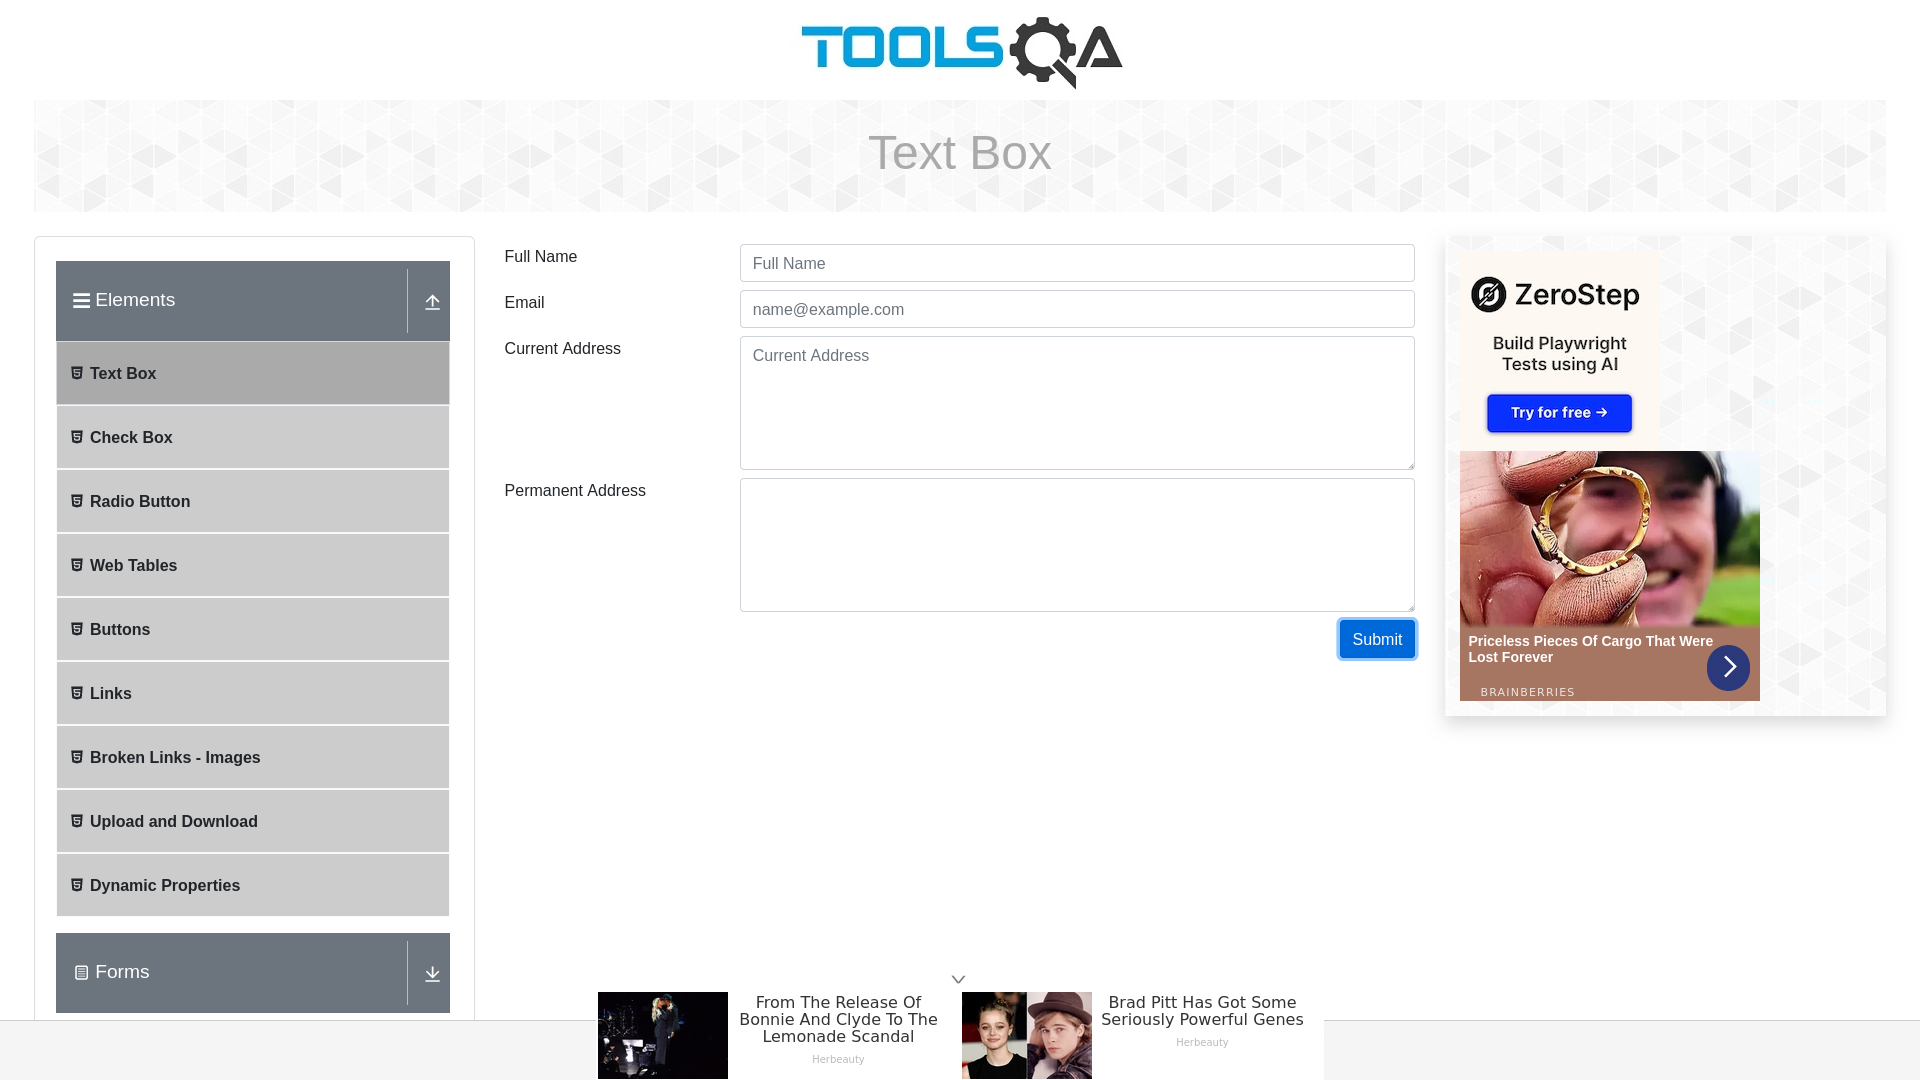 TOOLSQA
Text Box
Elements
Text Box
Check Box
Radio Button
Web Tables
Buttons
Links
Broken Links - Images
Upload and Download
Dynamic Properties
Forms
Full Name
Full Name
Email
name@example.com
Current Address
Current Address
Permanent Address
Submit
ZeroStep
Build Playwright
Tests using AI
Try for free →
Priceless Pieces Of Cargo That Were
Lost Forever
BRAINBERRIES
From The Release Of
Bonnie And Clyde To The
Lemonade Scandal
Herbeauty
Brad Pitt Has Got Some
Seriously Powerful Genes
Herbeauty